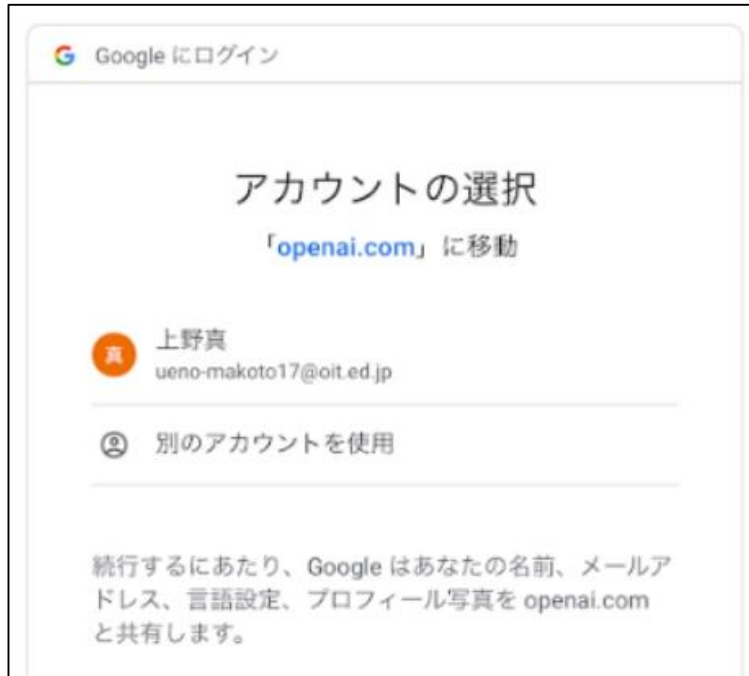 Google にログイン
アカウントの選択
「openai.com」に移動
真
上野真
ueno-makoto17@oit.ed.jp
別のアカウントを使用
続行するにあたり、Google はあなたの名前、メールア
ドレス、言語設定、プロフィール写真を openai.com
と共有します。